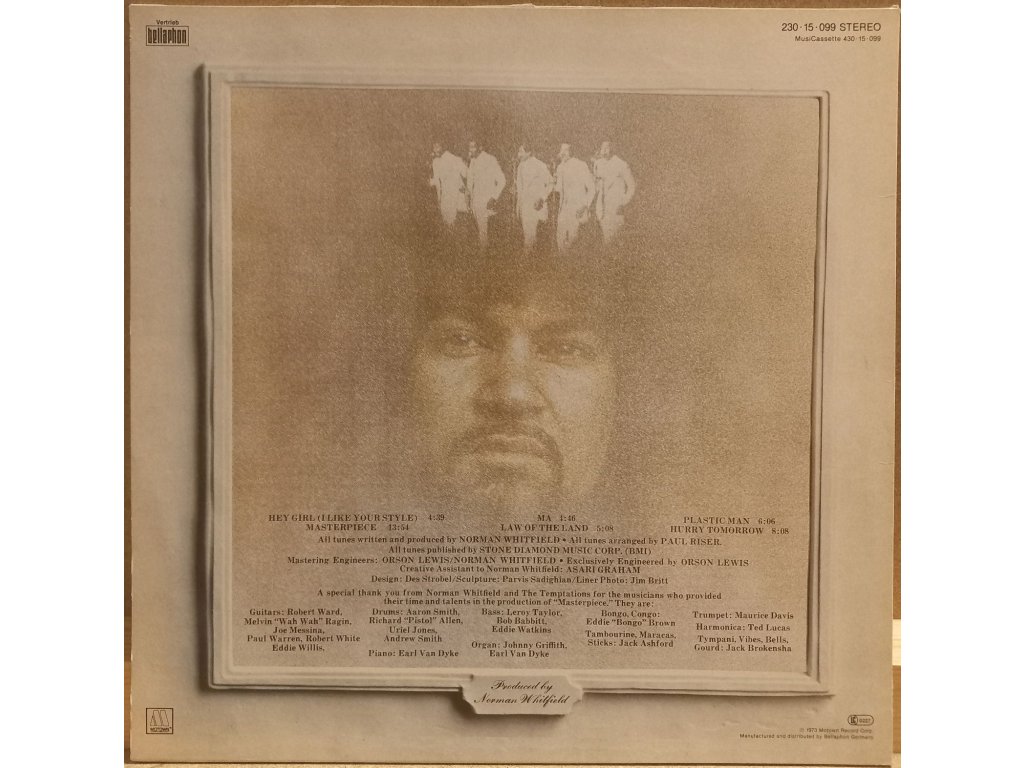 Vertrieb
bellaphon
230·15·099 STEREO
MusiCassette 430·15·099
HEY GIRL (I LIKE YOUR STYLE) 4:39
MASTERPIECE 13:54
MA 4:46
LAW OF THE LAND 5:08
PLASTIC MAN 6:06
HURRY TOMORROW 8:08
All tunes written and produced by NORMAN WHITFIELD • All tunes arranged by PAUL RISER.
All tunes published by STONE DIAMOND MUSIC CORP. (BMI)
Mastering Engineers: ORSON LEWIS/NORMAN WHITFIELD • Exclusively Engineered by ORSON LEWIS
Creative Assistant to Norman Whitfield: ASARI GRAHAM
Design: Des Strobel/Sculpture: Parvis Sadighian/Liner Photo: Jim Britt
A special thank you from Norman Whitfield and The Temptations for the musicians who provided
their time and talents in the production of "Masterpiece." They are:
Guitars: Robert Ward,
Melvin "Wah Wah" Ragin,
Joe Messina,
Paul Warren, Robert White
Eddie Willis,
Drums: Aaron Smith,
Richard "Pistol" Allen,
Uriel Jones,
Andrew Smith
Piano: Earl Van Dyke
Bass: Leroy Taylor,
Bob Babbitt,
Eddie Watkins
Organ: Johnny Griffith,
Earl Van Dyke
Bongo, Congo:
Eddie "Bongo" Brown
Tambourine, Maracas,
Sticks: Jack Ashford
Trumpet: Maurice Davis
Harmonica: Ted Lucas
Tympani, Vibes, Bells,
Gourd: Jack Brokensha
Produced by
Norman Whitfield
M
MOTOWN
℗ 1973 Motown Record Corp.
Manufactured and distributed by Bellaphon Germany